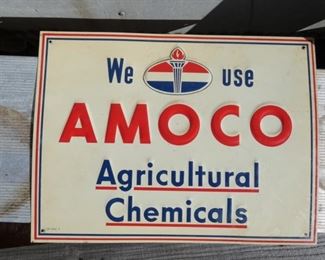 We use
AMOCO
Agricultural
Chemicals